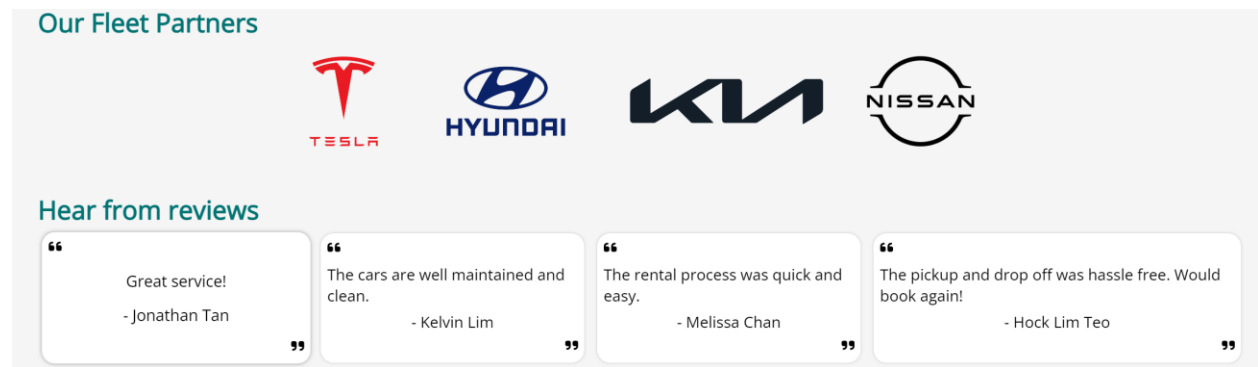 Our Fleet Partners
TESLA
HYUNDAI
KIA
NISSAN
Hear from reviews
“
Great service!
- Jonathan Tan
”
“
The cars are well maintained and
clean.
- Kelvin Lim
”
“
The rental process was quick and
easy.
- Melissa Chan
”
“
The pickup and drop off was hassle free. Would
book again!
- Hock Lim Teo
”